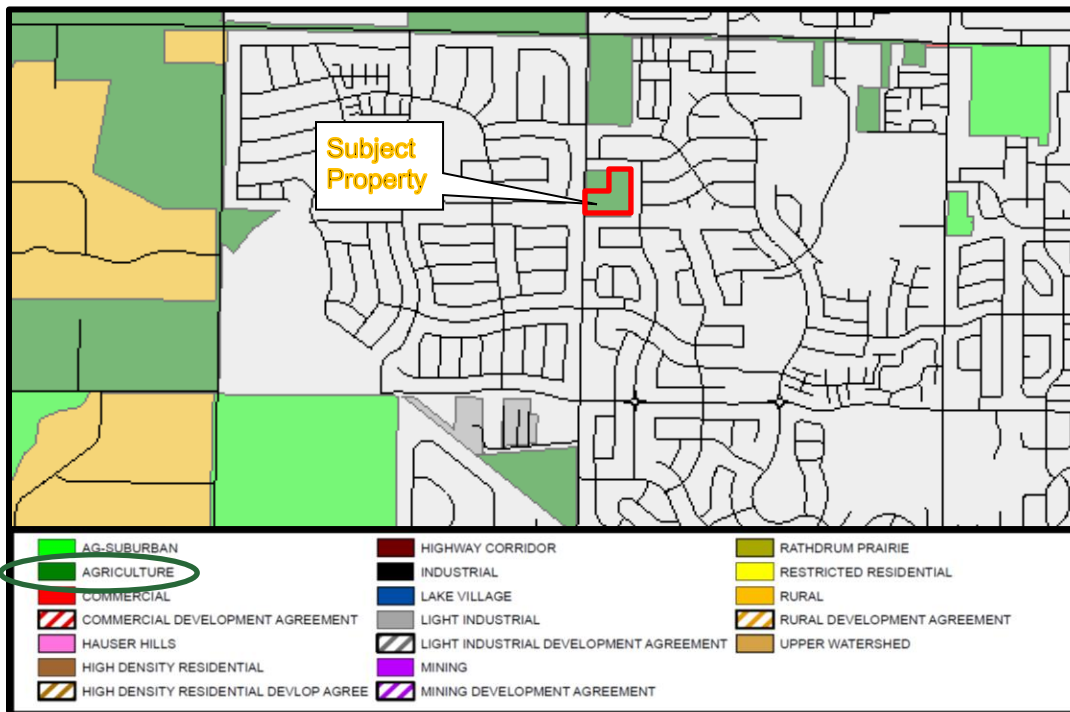 Subject
Property
AG-SUBURBAN
AGRICULTURE
COMMERCIAL
COMMERCIAL DEVELOPMENT AGREEMENT
HAUSER HILLS
HIGH DENSITY RESIDENTIAL
HIGH DENSITY RESIDENTIAL DEVLOP AGREE
HIGHWAY CORRIDOR
INDUSTRIAL
LAKE VILLAGE
LIGHT INDUSTRIAL
LIGHT INDUSTRIAL DEVELOPMENT AGREEMENT
MINING
MINING DEVELOPMENT AGREEMENT
RATHDRUM PRAIRIE
RESTRICTED RESIDENTIAL
RURAL
RURAL DEVELOPMENT AGREEMENT
UPPER WATERSHED